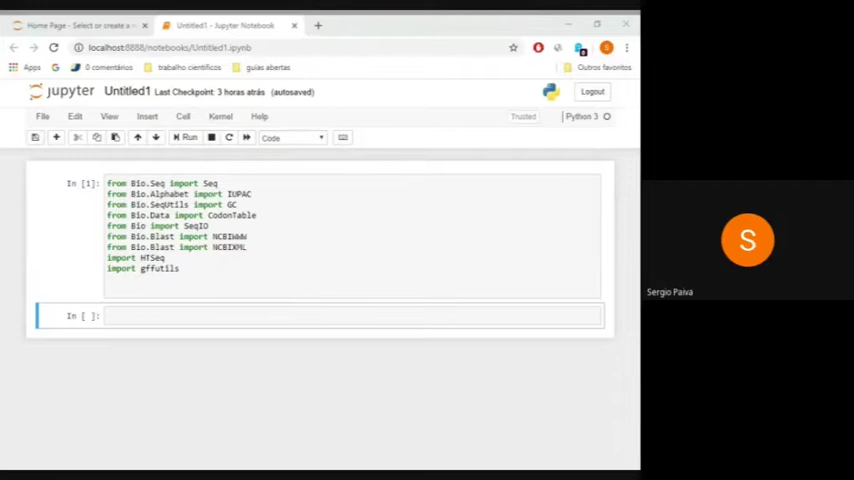 Home Page - Select or create a n
Untitled1 - Jupyter Notebook
localhost:8888/notebooks/Untitled1.ipynb
S
Apps
G
0 comentários
trabalho cientificos
guias abertas
Outros favoritos
jupyter Untitled1 Last Checkpoint: 3 horas atrás (autosaved)
Logout
File Edit View Insert Cell Kernel Help
Trusted
Python 3
Run
Code
In [1]:
from Bio.Seq import Seq
from Bio.Alphabet import IUPAC
from Bio.SeqUtils import GC
from Bio.Data import CodonTable
from Bio import SeqIO
from Bio.Blast import NCBIWWW
from Bio.Blast import NCBIXML
import HTSeq
import gffutils
In [ ]:
S
Sergio Paiva